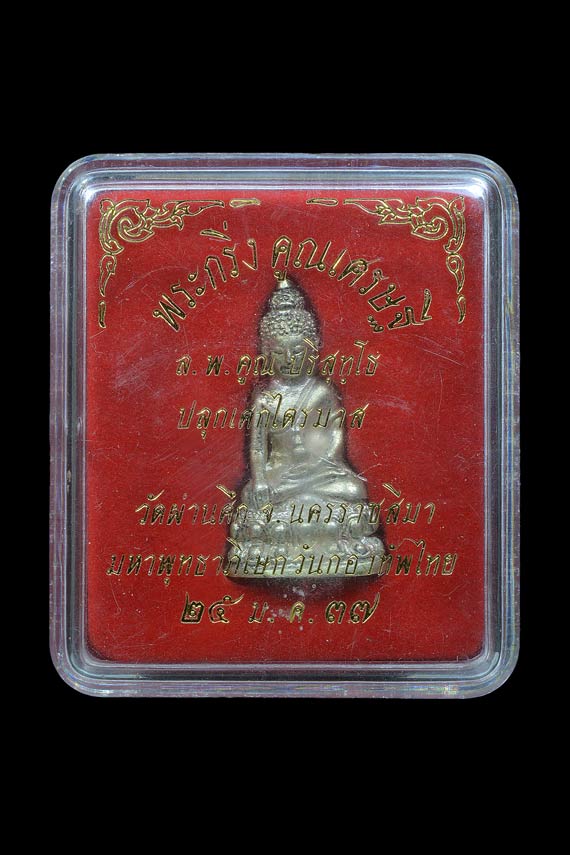 พระกริ่ง คูณเศรษฐี
ล.พ.คูณ ปริสุทฺโธ
ปลุกเสกไตรมาส
วัดผ่านศึก จ.นครราชสีมา
มหาพุทธาภิเษก วันกองทัพไทย
๒๕ ม.ค.๓๗